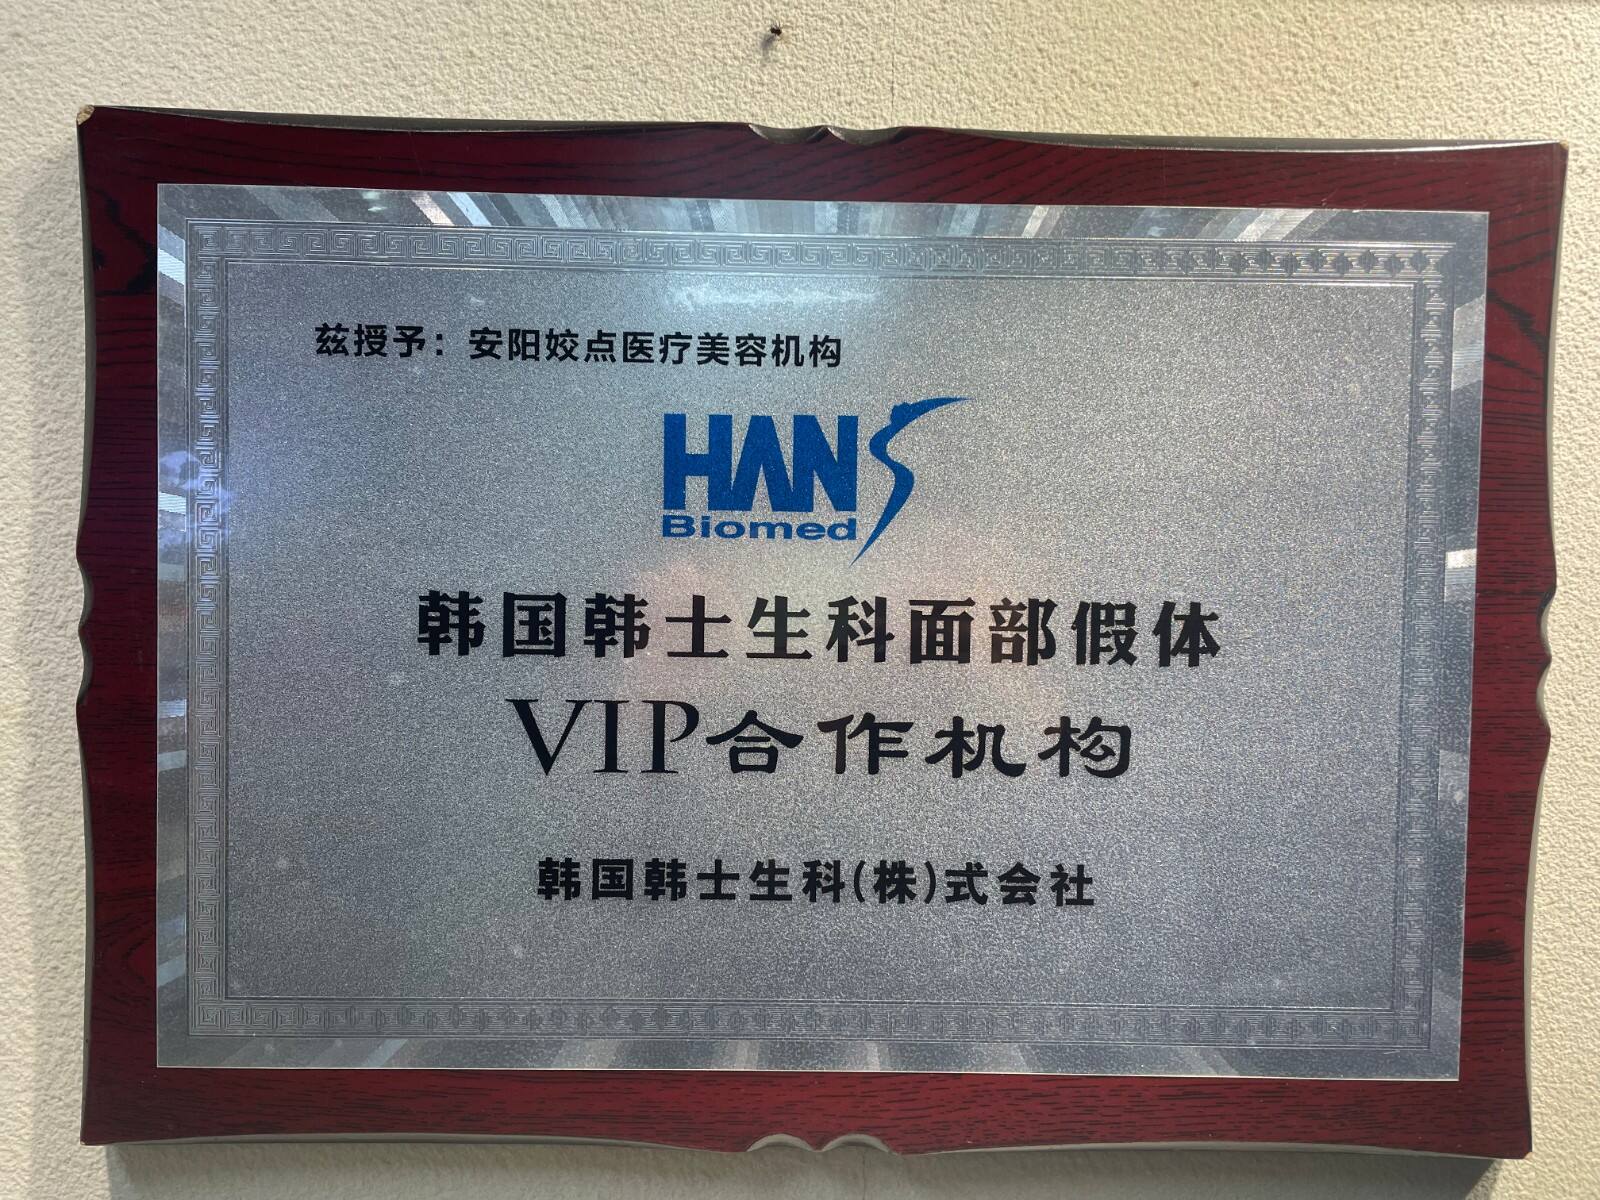 兹授予：安阳姣点医疗美容机构
HANS
Biomed
韩国韩士生科面部假体
VIP合作机构
韩国韩士生科(株)式会社